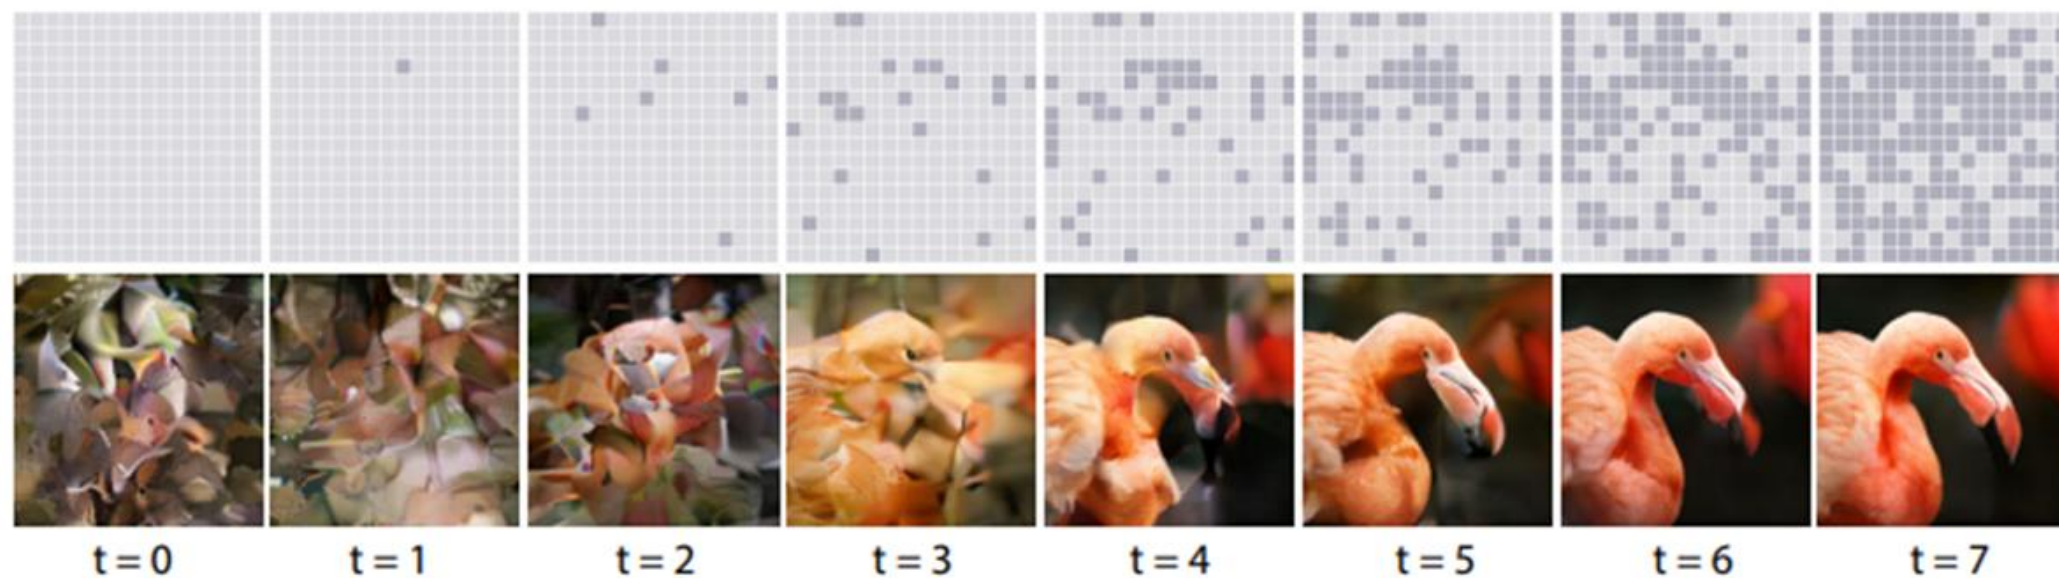 t = 0 t = 1 t = 2 t = 3 t = 4 t = 5 t = 6 t = 7